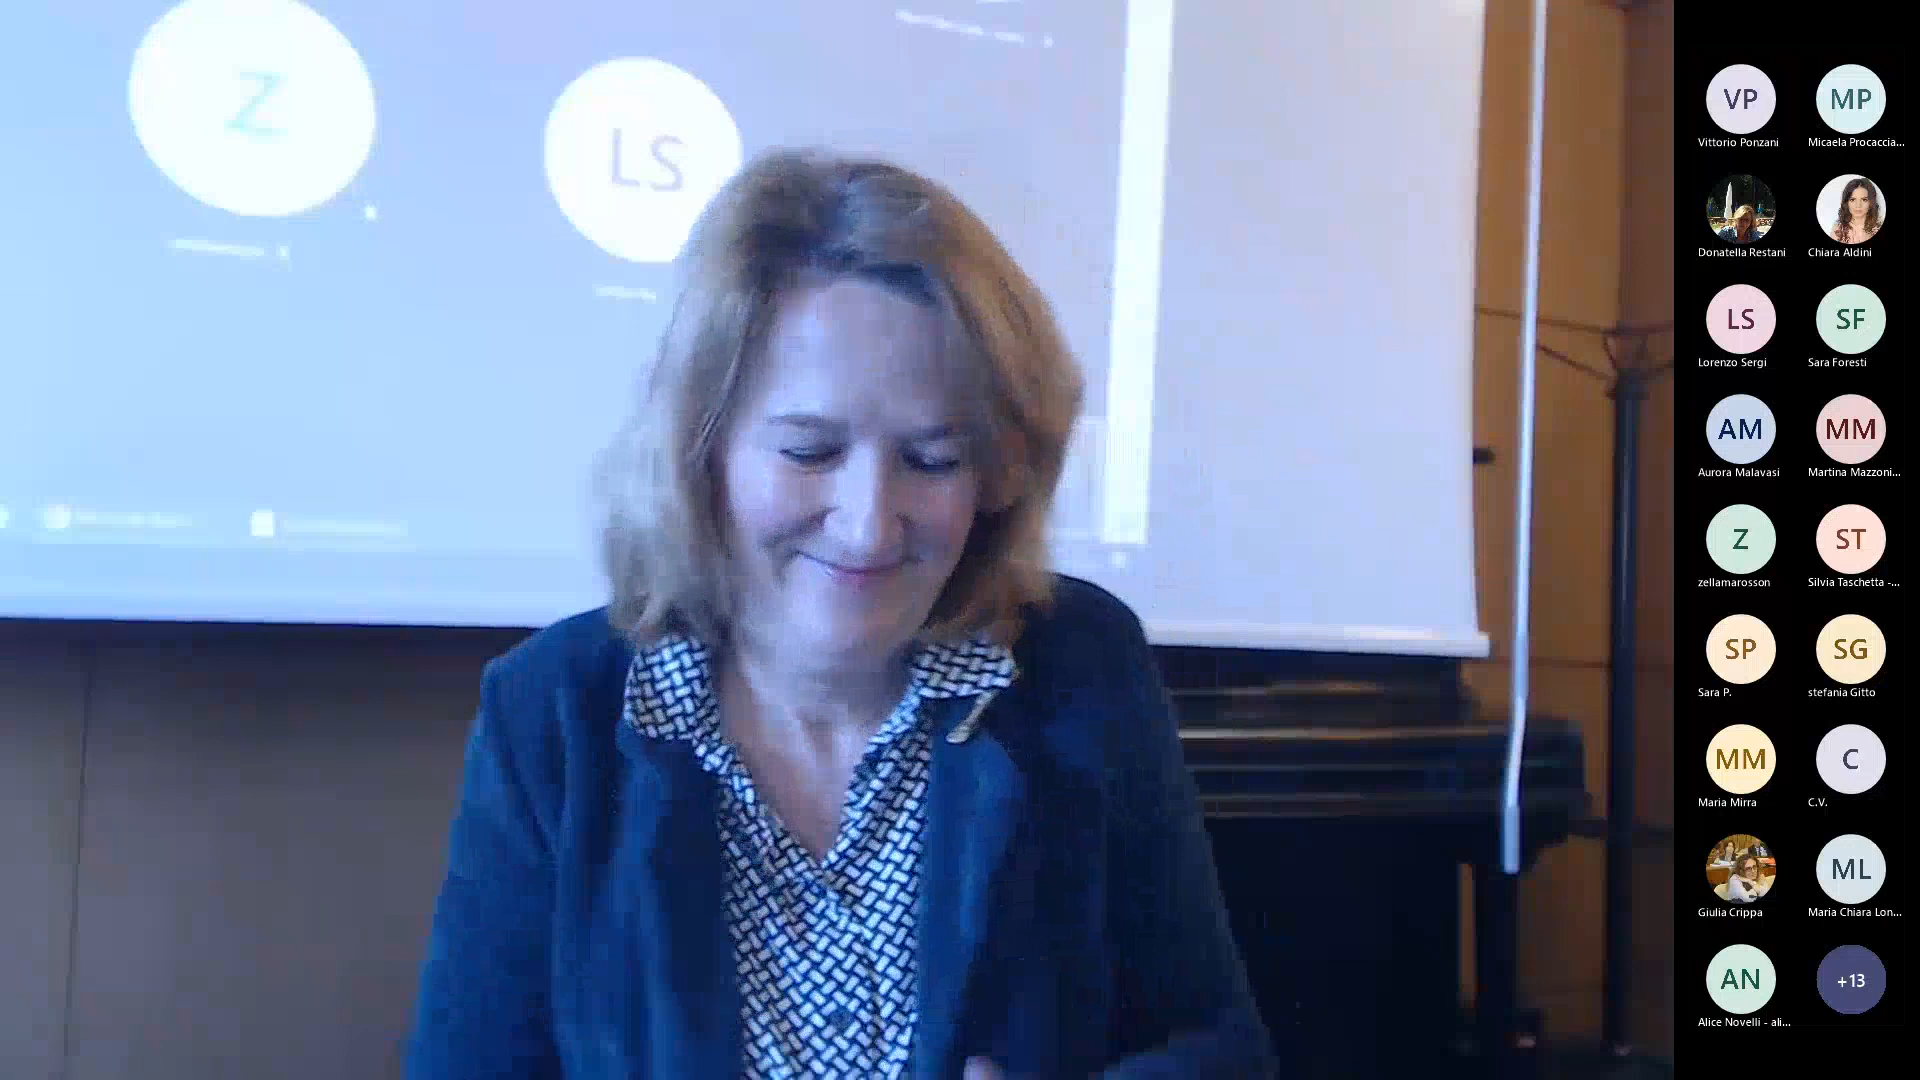 Z
LS
VP
MP
Vittorio Ponzani
Micaela Procaccia...
Donatella Restani
Chiara Aldini
LS
SF
Lorenzo Sergi
Sara Foresti
AM
MM
Aurora Malavasi
Martina Mazzoni...
Z
ST
zellamarosson
Silvia Taschetta -...
SP
SG
Sara P.
stefania Gitto
MM
C
Maria Mirra
C.V.
Giulia Crippa
ML
Maria Chiara Lon...
AN
+13
Alice Novelli - ali...